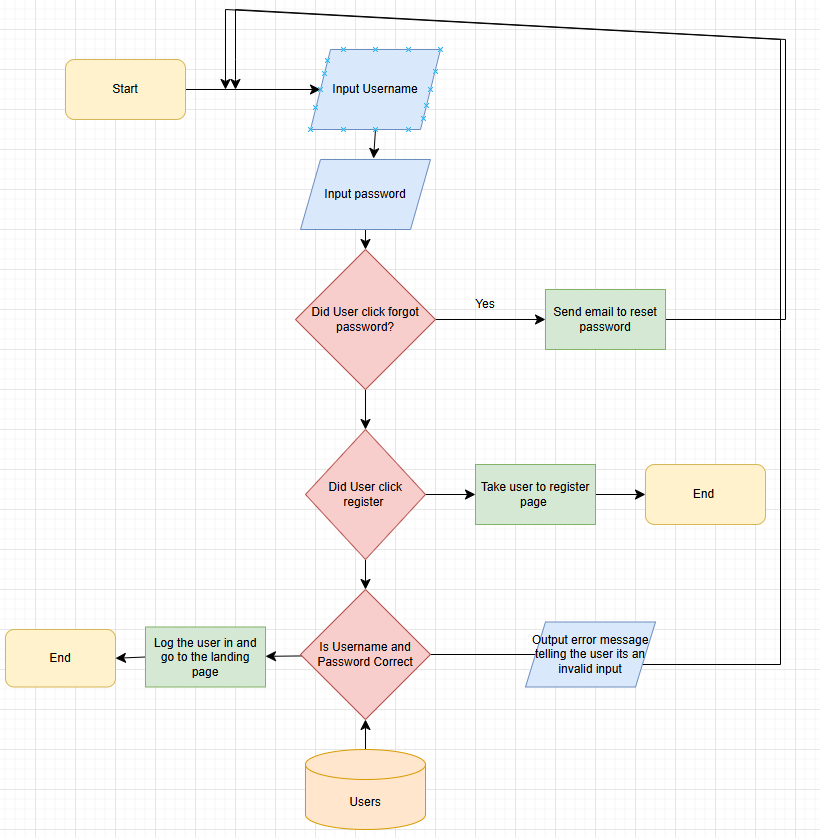 Start
Input Username
Input password
Did User click forgot
password?
Yes
Send email to reset
password
Did User click
register
Take user to register
page
End
End
Log the user in and
go to the landing
page
Is Username and
Password Correct
Output error message
telling the user its an
invalid input
Users